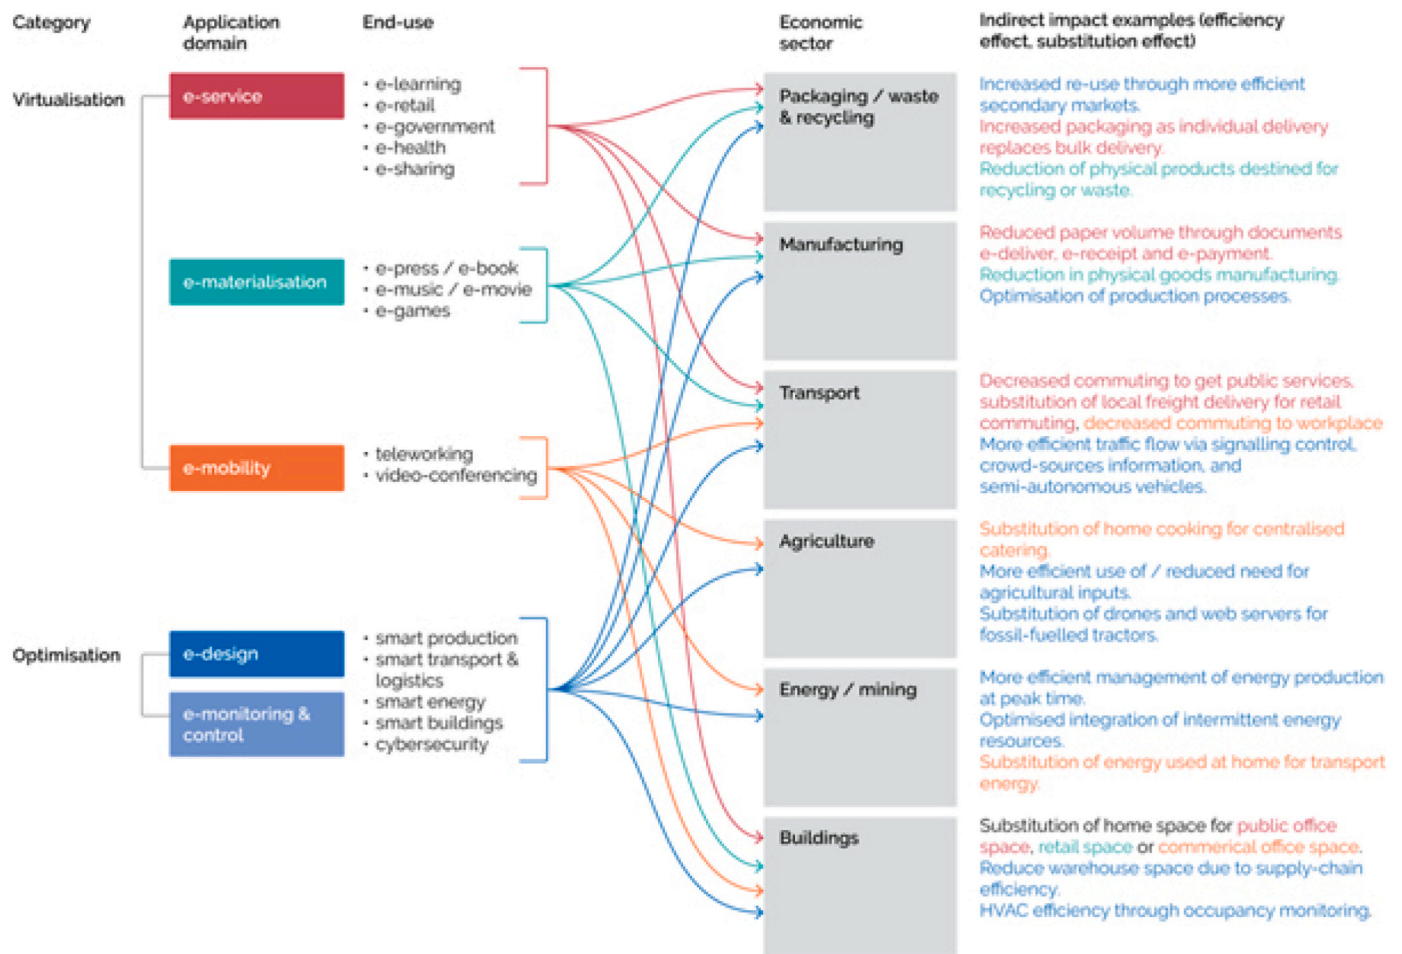 Category
Application
domain
End-use
Economic
sector
Indirect impact examples (efficiency
effect, substitution effect)
Virtualisation
e-service
• e-learning
• e-retail
• e-government
• e-health
• e-sharing
Packaging / waste
& recycling
Increased re-use through more efficient
secondary markets.
Increased packaging as individual delivery
replaces bulk delivery.
Reduction of physical products destined for
recycling or waste.
e-materialisation
• e-press / e-book
• e-music / e-movie
• e-games
Manufacturing
Reduced paper volume through documents
e-deliver, e-receipt and e-payment.
Reduction in physical goods manufacturing.
Optimisation of production processes.
Transport
Decreased commuting to get public services,
substitution of local freight delivery for retail
commuting, decreased commuting to workplace
More efficient traffic flow via signalling control,
crowd-sources information, and
semi-autonomous vehicles.
e-mobility
• teleworking
• video-conferencing
Agriculture
Substitution of home cooking for centralised
catering.
More efficient use of / reduced need for
agricultural inputs.
Substitution of drones and web servers for
fossil-fuelled tractors.
Optimisation
e-design
e-monitoring &
control
• smart production
• smart transport &
logistics
• smart energy
• smart buildings
• cybersecurity
Energy / mining
More efficient management of energy production
at peak time.
Optimised integration of intermittent energy
resources.
Substitution of energy used at home for transport
energy.
Buildings
Substitution of home space for public office
space, retail space or commerical office space.
Reduce warehouse space due to supply-chain
efficiency.
HVAC efficiency through occupancy monitoring.